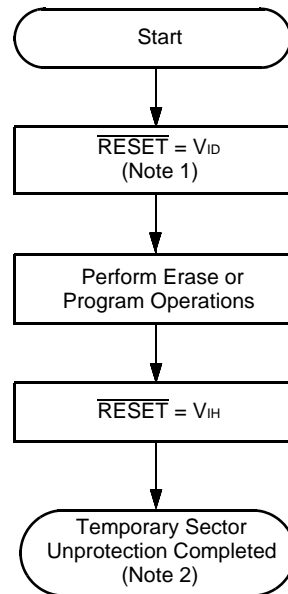 Start
RESET = VID
(Note 1)
Perform Erase or
Program Operations
RESET = VIH
Temporary Sector
Unprotection Completed
(Note 2)